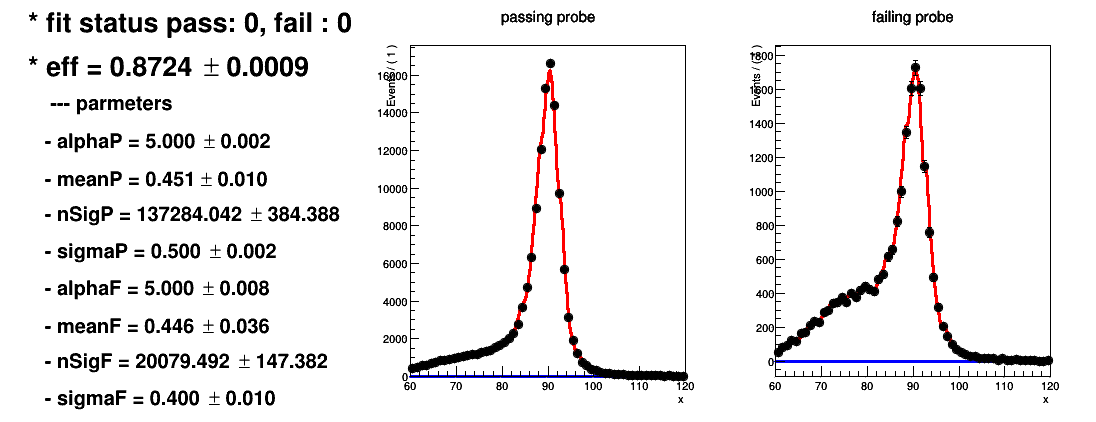 * fit status pass: 0, fail : 0
* eff = 0.8724 ± 0.0009
--- parmeters
- alphaP = 5.000 ± 0.002
- meanP = 0.451 ± 0.010
- nSigP = 137284.042 ± 384.388
- sigmaP = 0.500 ± 0.002
- alphaF = 5.000 ± 0.008
- meanF = 0.446 ± 0.036
- nSigF = 20079.492 ± 147.382
- sigmaF = 0.400 ± 0.010
passing probe
Events / ( 1 )
16000
14000
12000
10000
8000
6000
4000
2000
0
60 70 80 90 100 110 120
x
failing probe
1800
1600
1400
1200
1000
800
600
400
200
0
60 70 80 90 100 110 120
x